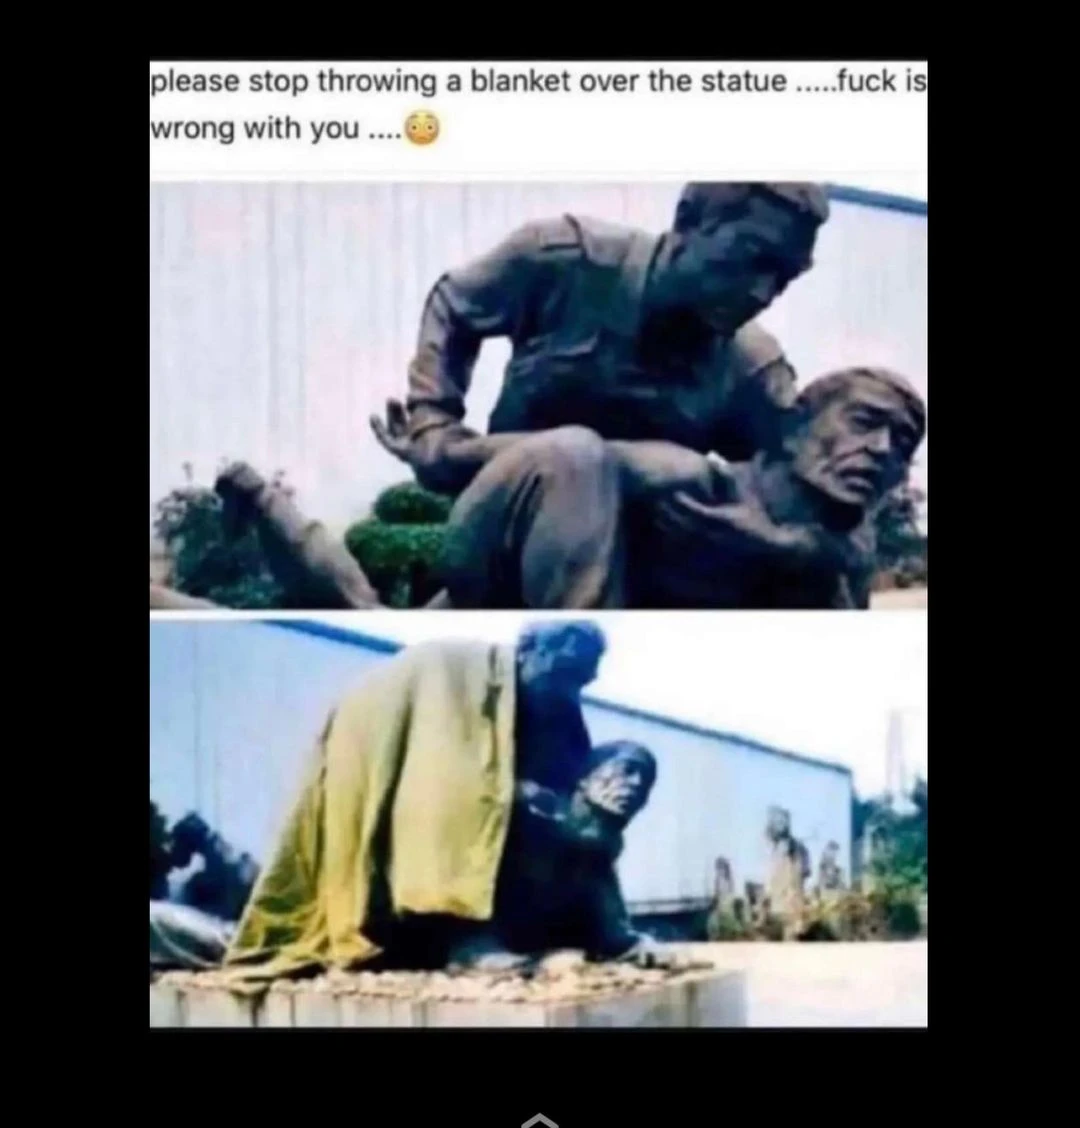 please stop throwing a blanket over the statue .....fuck is
wrong with you ....😳